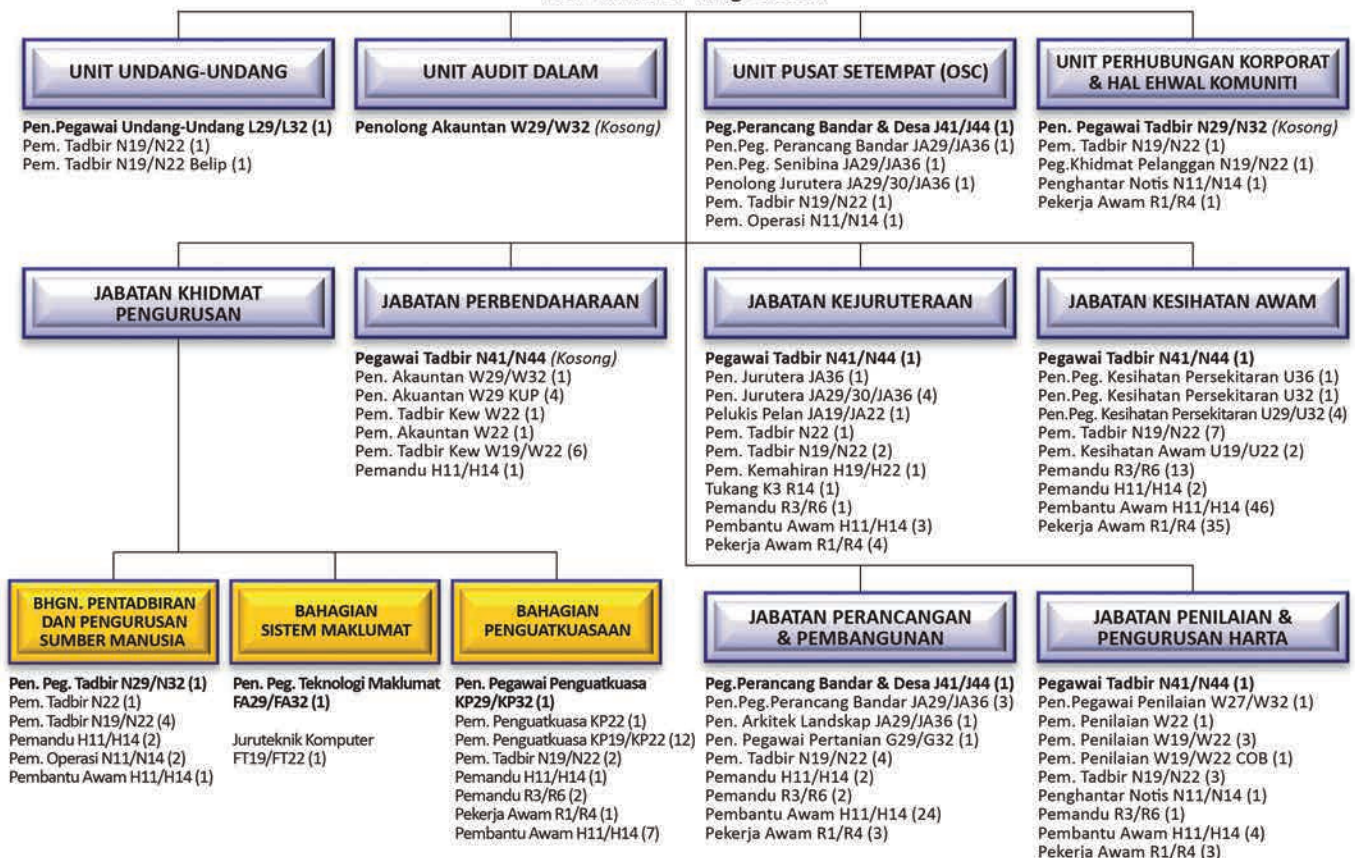 UNIT UNDANG-UNDANG
Pen.Pegawai Undang-Undang L29/L32 (1)
Pem. Tadbir N19/N22 (1)
Pem. Tadbir N19/N22 Belip (1)
UNIT AUDIT DALAM
Penolong Akauntan W29/W32 (Kosong)
UNIT PUSAT SETEMPAT (OSC)
Peg.Perancang Bandar & Desa J41/J44 (1)
Pen.Peg. Perancang Bandar JA29/JA36 (1)
Pen.Peg. Senibina JA29/JA36 (1)
Penolong Jurutera JA29/30/JA36 (1)
Pem. Tadbir N19/N22 (1)
Pem. Operasi N11/N14 (1)
UNIT PERHUBUNGAN KORPORAT
& HAL EHWAL KOMUNITI
Pen. Pegawai Tadbir N29/N32 (Kosong)
Pem. Tadbir N19/N22 (1)
Peg.Khidmat Pelanggan N19/N22 (1)
Penghantar Notis N11/N14 (1)
Pekerja Awam R1/R4 (1)
JABATAN KHIDMAT
PENGURUSAN
JABATAN PERBENDAHARAAN
Pegawai Tadbir N41/N44 (Kosong)
Pen. Akauntan W29/W32 (1)
Pen. Akuantan W29 KUP (4)
Pem. Tadbir Kew W22 (1)
Pem. Akauntan W22 (1)
Pem. Tadbir Kew W19/W22 (6)
Pemandu H11/H14 (1)
JABATAN KEJURUTERAAN
Pegawai Tadbir N41/N44 (1)
Pen. Jurutera JA36 (1)
Pen. Jurutera JA29/30/JA36 (4)
Pelukis Pelan JA19/JA22 (1)
Pem. Tadbir N22 (1)
Pem. Tadbir N19/N22 (2)
Pem. Kemahiran H19/H22 (1)
Tukang K3 R14 (1)
Pemandu R3/R6 (1)
Pembantu Awam H11/H14 (3)
Pekerja Awam R1/R4 (4)
JABATAN KESIHATAN AWAM
Pegawai Tadbir N41/N44 (1)
Pen.Peg. Kesihatan Persekitaran U36 (1)
Pen.Peg. Kesihatan Persekitaran U32 (1)
Pen.Peg. Kesihatan Persekitaran U29/U32 (4)
Pem. Tadbir N19/N22 (7)
Pem. Kesihatan Awam U19/U22 (2)
Pemandu R3/R6 (13)
Pemandu H11/H14 (2)
Pembantu Awam H11/H14 (46)
Pekerja Awam R1/R4 (35)
BHGN. PENTADBIRAN
DAN PENGURUSAN
SUMBER MANUSIA
Pen. Peg. Tadbir N29/N32 (1)
Pem. Tadbir N22 (1)
Pem. Tadbir N19/N22 (4)
Pemandu H11/H14 (2)
Pem. Operasi N11/N14 (2)
Pembantu Awam H11/H14 (1)
BAHAGIAN
SISTEM MAKLUMAT
Pen. Peg. Teknologi Maklumat
FA29/FA32 (1)
Juruteknik Komputer
FT19/FT22 (1)
BAHAGIAN
PENGUATKUASAAN
Pen. Pegawai Penguatkuasa
KP29/KP32 (1)
Pem. Penguatkuasa KP22 (1)
Pem. Penguatkuasa KP19/KP22 (12)
Pem. Tadbir N19/N22 (2)
Pemandu H11/H14 (1)
Pemandu R3/R6 (2)
Pekerja Awam R1/R4 (1)
Pembantu Awam H11/H14 (7)
JABATAN PERANCANGAN
& PEMBANGUNAN
Peg.Perancang Bandar & Desa J41/J44 (1)
Pen.Peg.Perancang Bandar JA29/JA36 (3)
Pen. Arkitek Landskap JA29/JA36 (1)
Pen. Pegawai Pertanian G29/G32 (1)
Pem. Tadbir N19/N22 (4)
Pemandu H11/H14 (2)
Pemandu R3/R6 (2)
Pembantu Awam H11/H14 (24)
Pekerja Awam R1/R4 (3)
JABATAN PENILAIAN &
PENGURUSAN HARTA
Pegawai Tadbir N41/N44 (1)
Pen.Pegawai Penilaian W27/W32 (1)
Pem. Penilaian W22 (1)
Pem. Penilaian W19/W22 (3)
Pem. Penilaian W19/W22 COB (1)
Pem. Tadbir N19/N22 (3)
Penghantar Notis N11/N14 (1)
Pemandu R3/R6 (1)
Pembantu Awam H11/H14 (4)
Pekerja Awam R1/R4 (3)